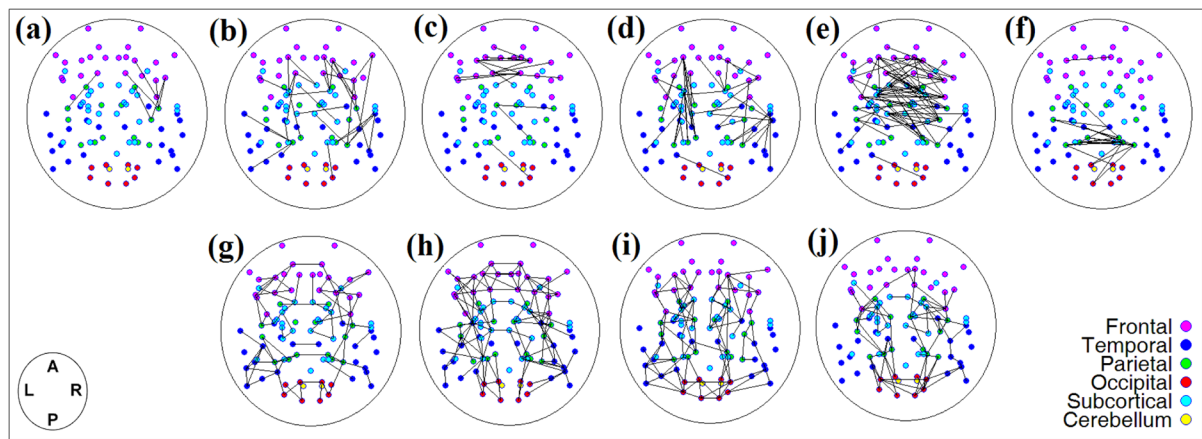 (a) (b) (c) (d) (e) (f)
(g) (h) (i) (j)
A
L R
P
Frontal
Temporal
Parietal
Occipital
Subcortical
Cerebellum